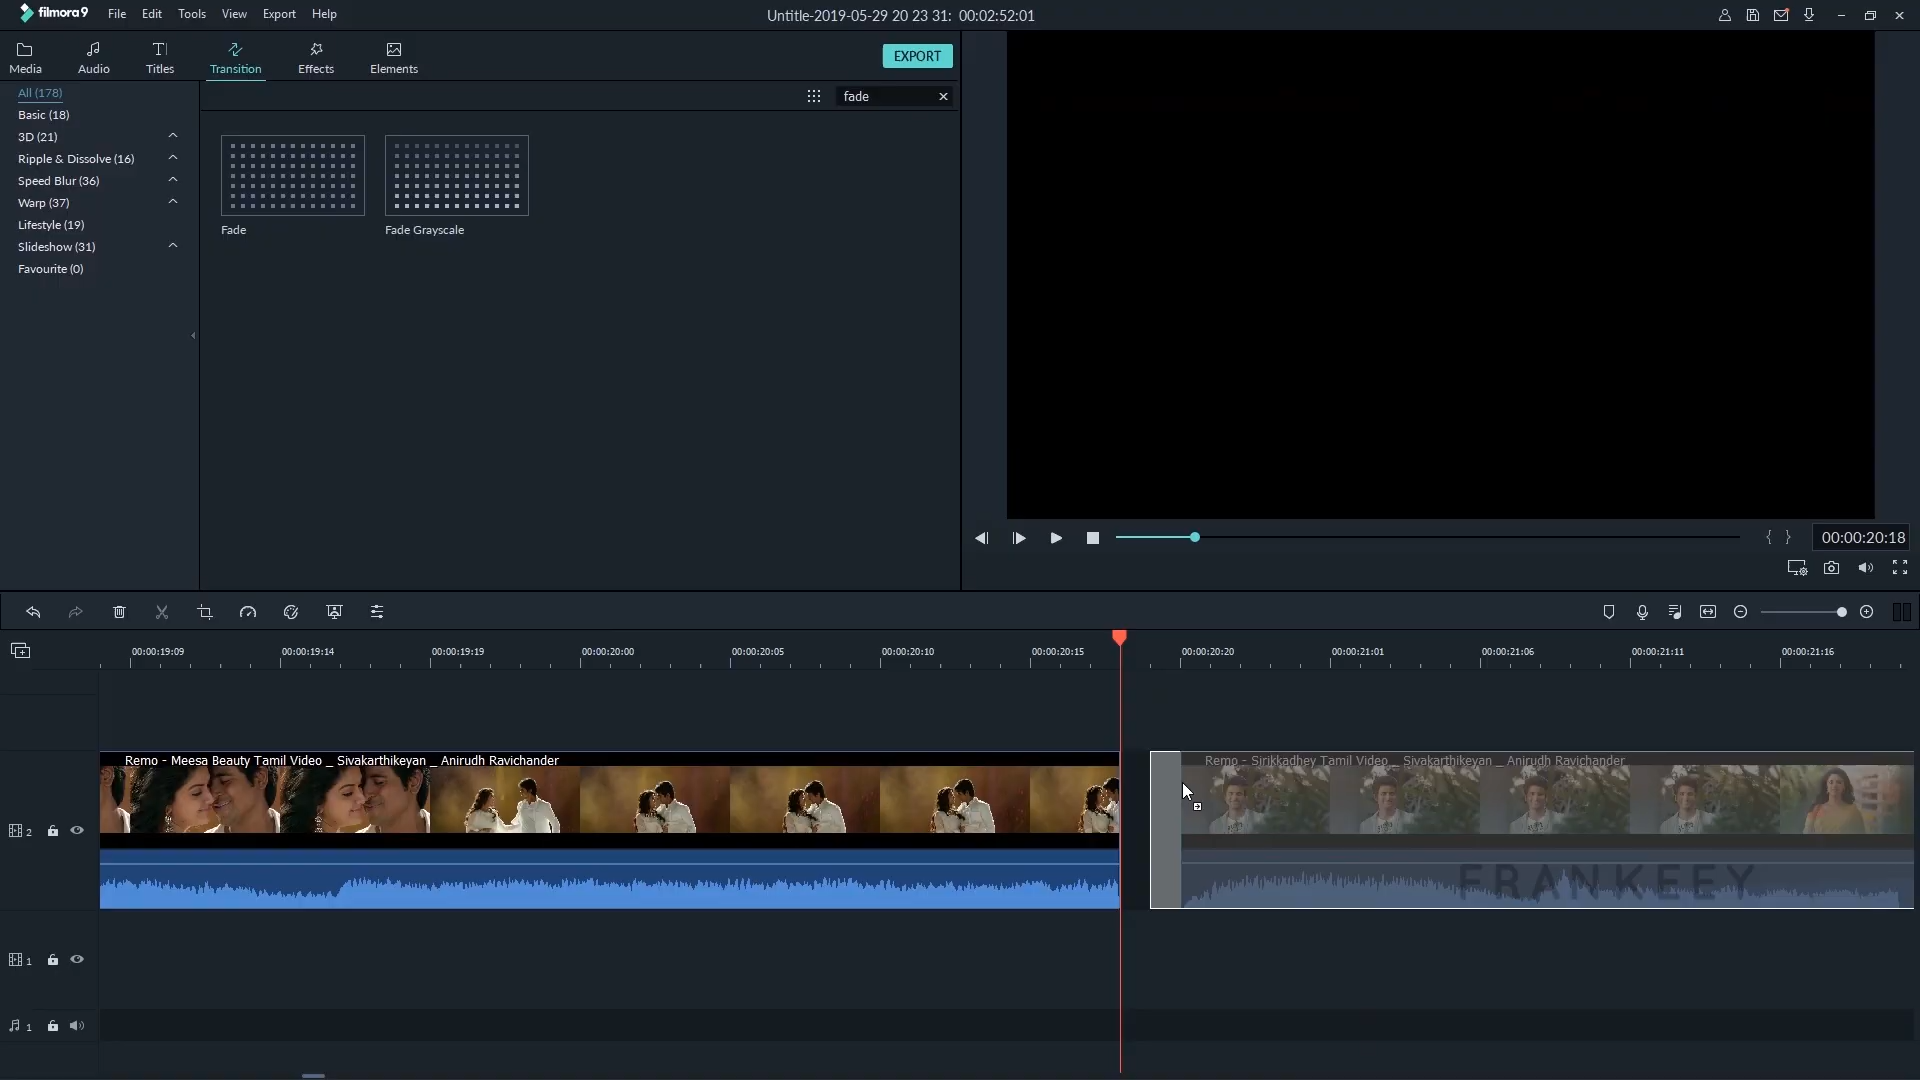 filmora9 File Edit Tools View Export Help Untitle-2019-05-29 20 23 31: 00:02:52:01
Media Audio Titles Transition Effects Elements EXPORT
All (178)
Basic (18)
3D (21)
Ripple & Dissolve (16)
Speed Blur (36)
Warp (37)
Lifestyle (19)
Slideshow (31)
Favourite (0)
fade
Fade Fade Grayscale
00:00:20:18
00:00:19:09 00:00:19:14 00:00:19:19 00:00:20:00 00:00:20:05 00:00:20:10 00:00:20:15 00:00:20:20 00:00:21:01 00:00:21:06 00:00:21:11 00:00:21:16
Remo - Meesa Beauty Tamil Video _ Sivakarthikeyan _ Anirudh Ravichander
Remo - Sirikkadhey Tamil Video _ Sivakarthikeyan _ Anirudh Ravichander
2
FRANKEEY
1
1